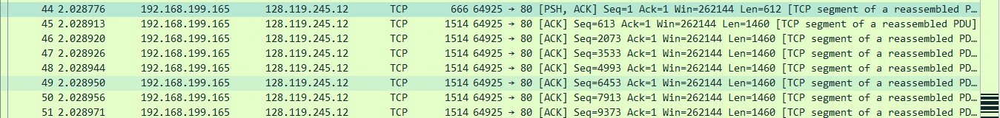 44 2.028776 192.168.199.165 128.119.245.12 TCP 666 64925 → 80 [PSH, ACK] Seq=1 Ack=1 Win=262144 Len=612 [TCP segment of a reassembled P…
45 2.028913 192.168.199.165 128.119.245.12 TCP 1514 64925 → 80 [ACK] Seq=613 Ack=1 Win=262144 Len=1460 [TCP segment of a reassembled PDU]
46 2.028920 192.168.199.165 128.119.245.12 TCP 1514 64925 → 80 [ACK] Seq=2073 Ack=1 Win=262144 Len=1460 [TCP segment of a reassembled PD…
47 2.028926 192.168.199.165 128.119.245.12 TCP 1514 64925 → 80 [ACK] Seq=3533 Ack=1 Win=262144 Len=1460 [TCP segment of a reassembled PD…
48 2.028944 192.168.199.165 128.119.245.12 TCP 1514 64925 → 80 [ACK] Seq=4993 Ack=1 Win=262144 Len=1460 [TCP segment of a reassembled PD…
49 2.028950 192.168.199.165 128.119.245.12 TCP 1514 64925 → 80 [ACK] Seq=6453 Ack=1 Win=262144 Len=1460 [TCP segment of a reassembled PD…
50 2.028956 192.168.199.165 128.119.245.12 TCP 1514 64925 → 80 [ACK] Seq=7913 Ack=1 Win=262144 Len=1460 [TCP segment of a reassembled PD…
51 2.028971 192.168.199.165 128.119.245.12 TCP 1514 64925 → 80 [ACK] Seq=9373 Ack=1 Win=262144 Len=1460 [TCP segment of a reassembled PD…